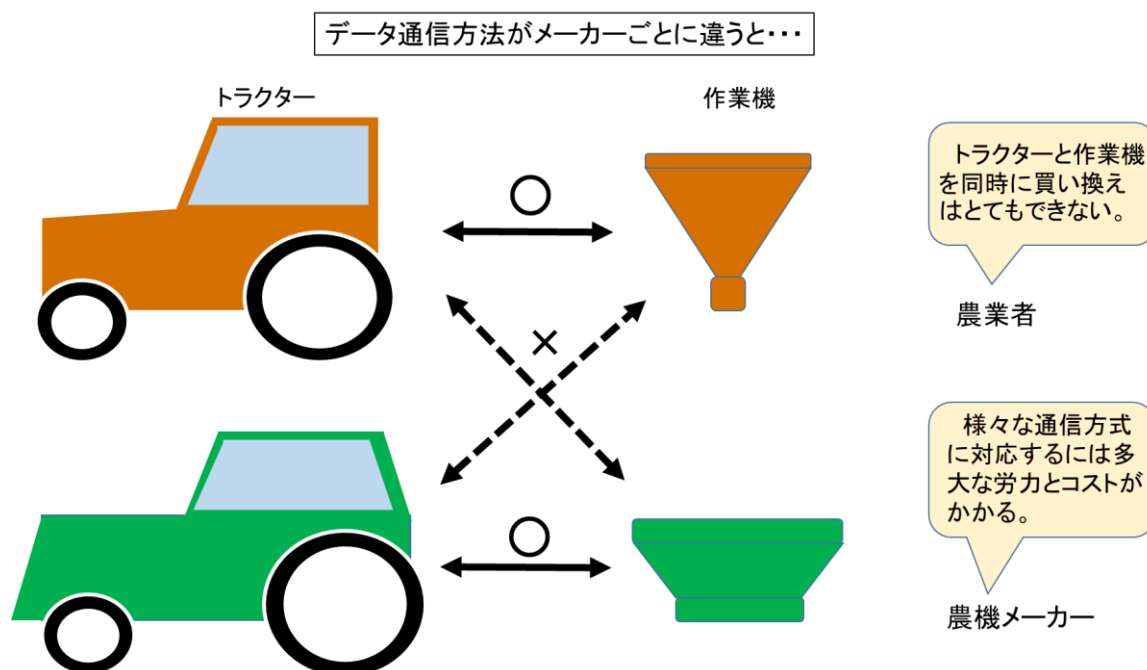 データ通信方法がメーカーごとに違うと・・・
トラクター
作業機
○
トラクターと作業機
を同時に買い換え
はとてもできない。
農業者
×
様々な通信方式
に対応するには多
大な労力とコストが
かかる。
○
農機メーカー